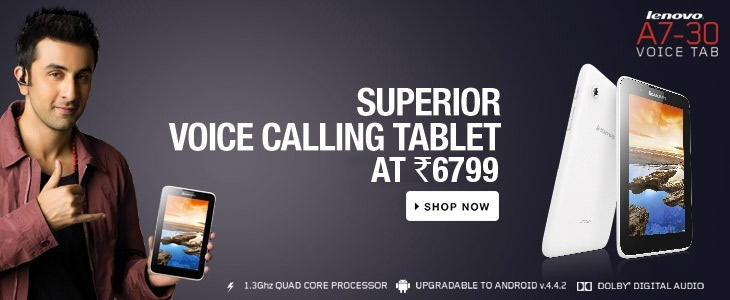 lenovo
A7-30
VOICE TAB
SUPERIOR
VOICE CALLING TABLET
AT ₹6799
SHOP NOW
lenovo
1.3Ghz QUAD CORE PROCESSOR
UPGRADABLE TO ANDROID v.4.4.2
DOLBY® DIGITAL AUDIO